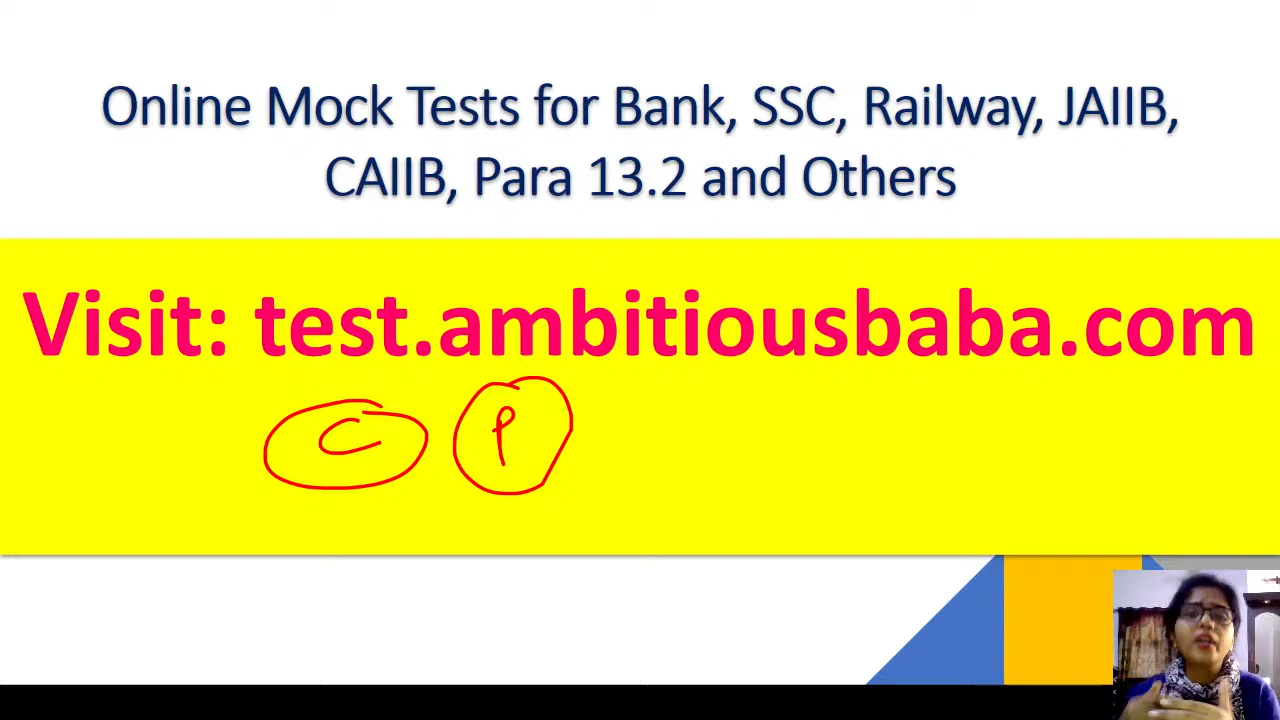 Online Mock Tests for Bank, SSC, Railway, JAIIB,
CAIIB, Para 13.2 and Others
Visit: test.ambitiousbaba.com
C P